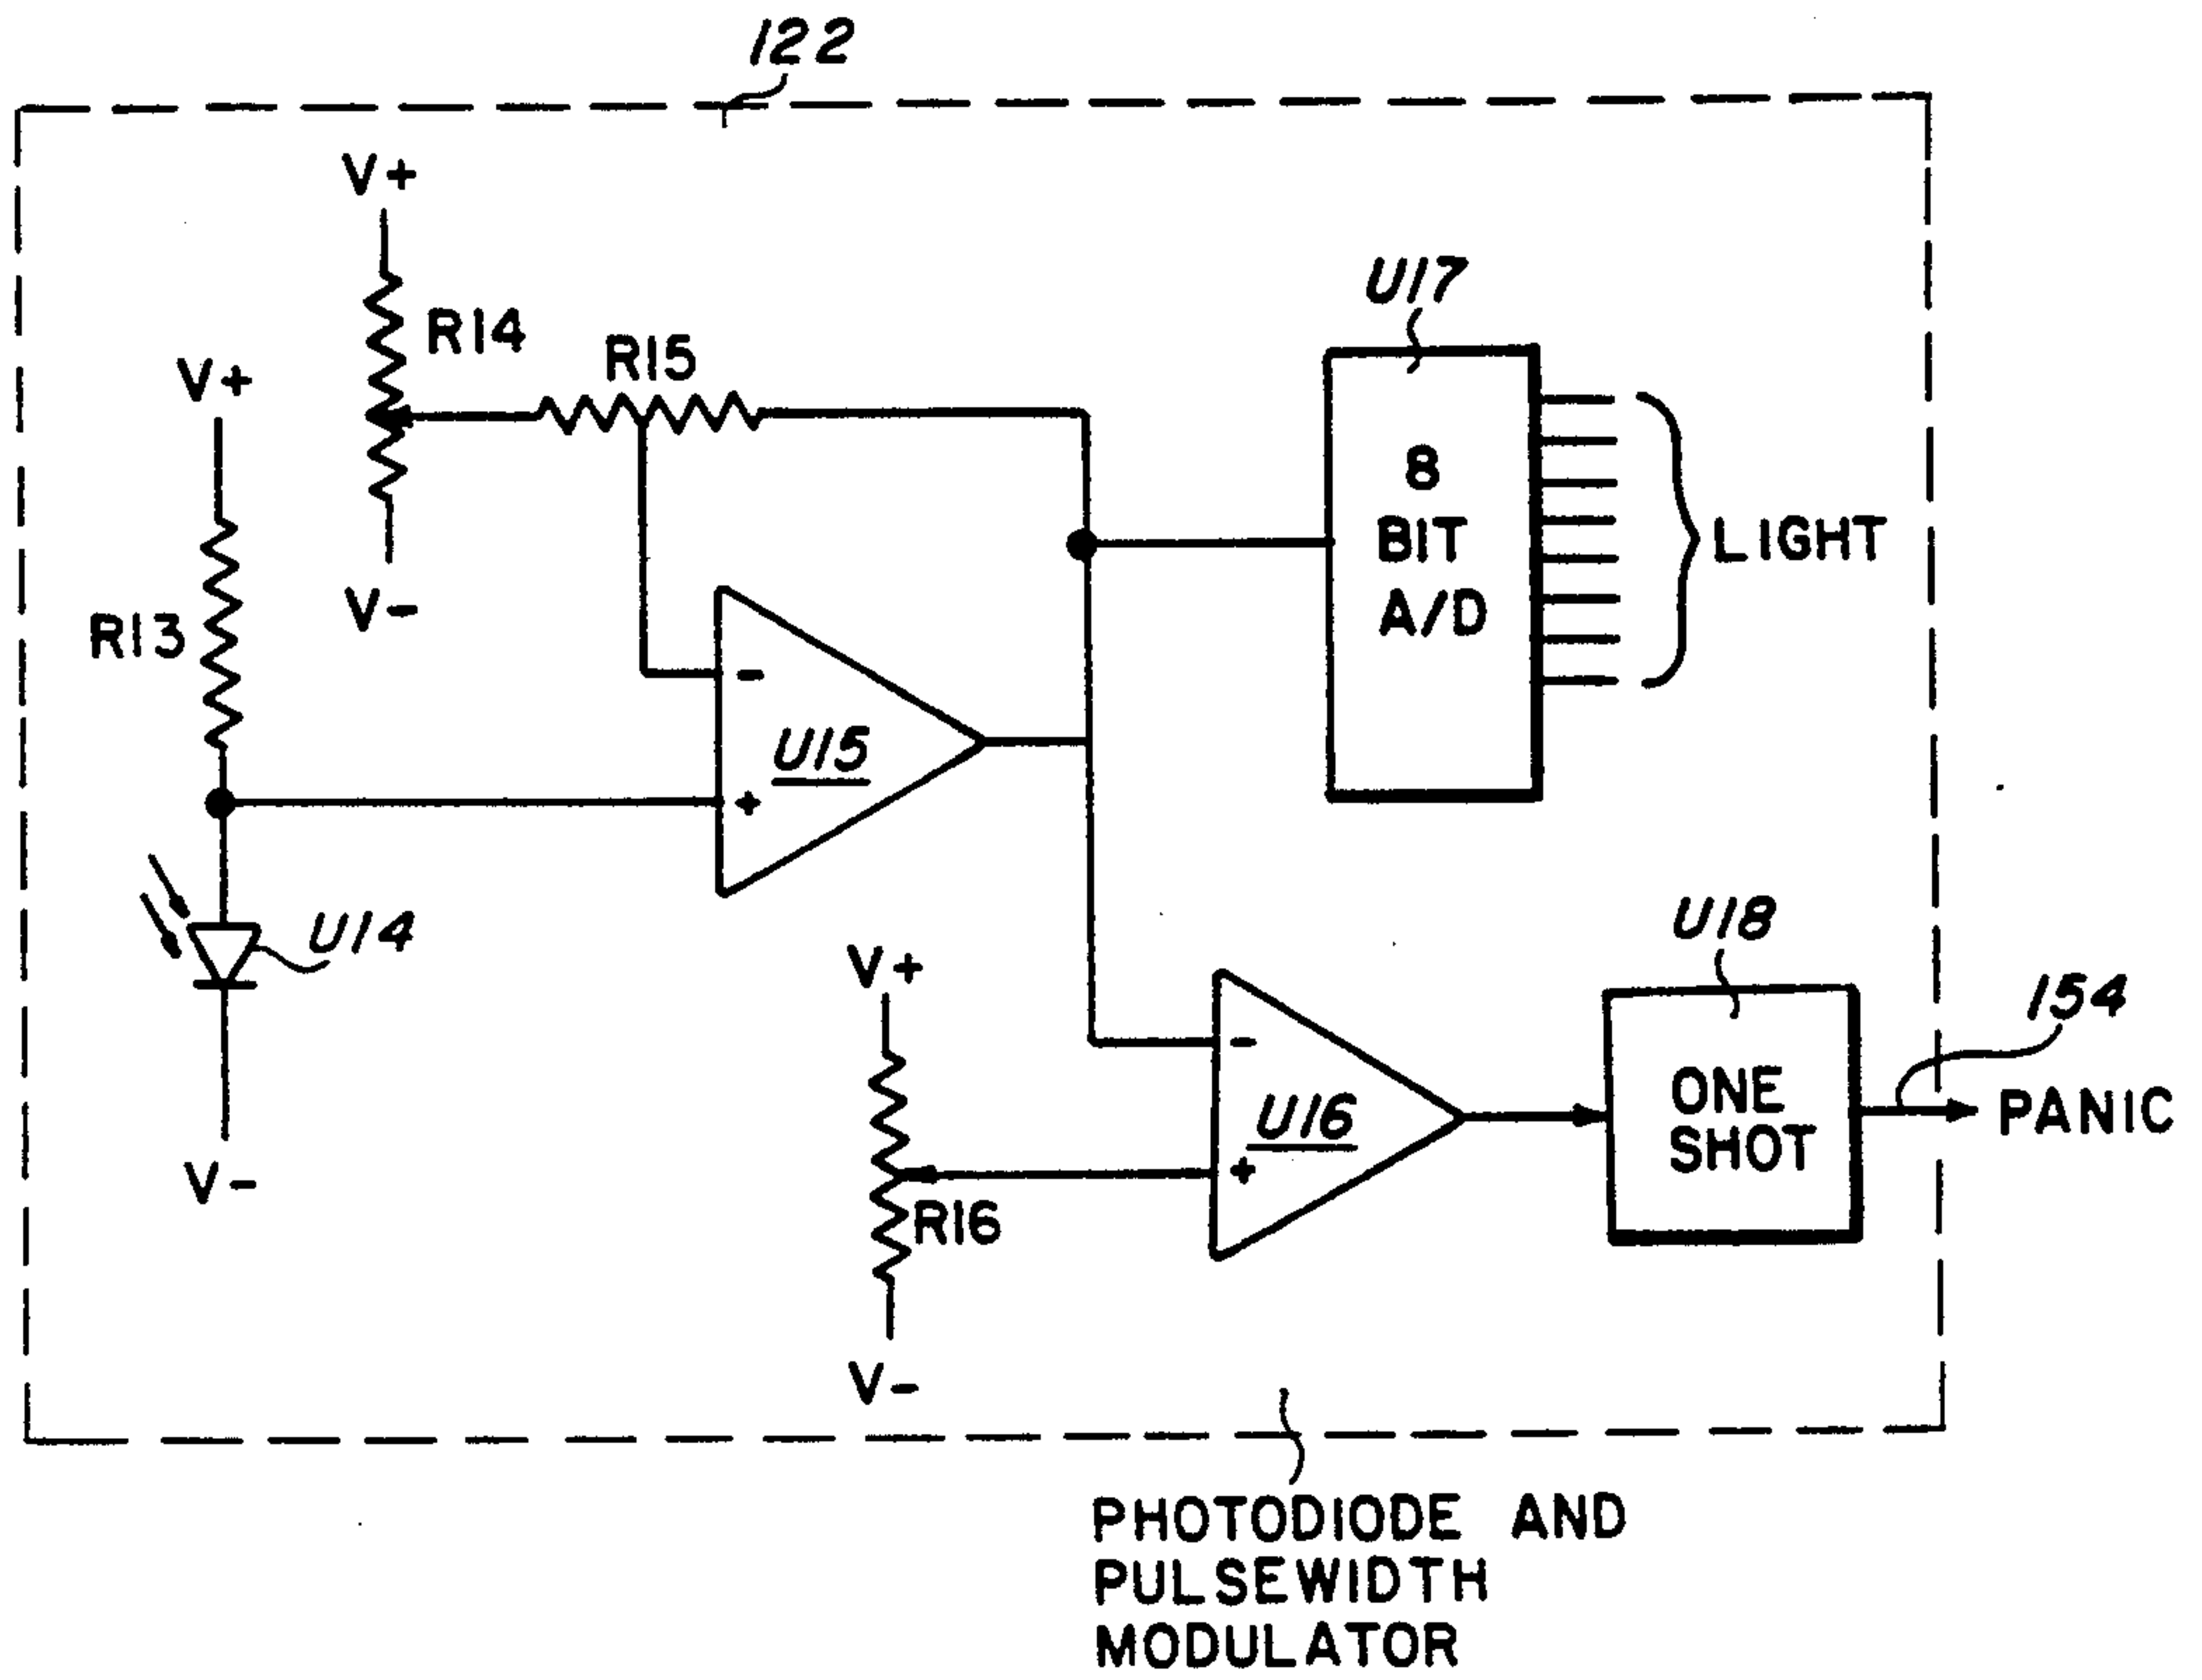 122
V+
U17
R14
R15
V+
8
BIT
A/D
LIGHT
V-
R13
-
U15
+
U14
U18
V+
154
-
ONE
SHOT
PANIC
U16
+
V-
R16
V-
PHOTODIODE AND
PULSEWIDTH
MODULATOR